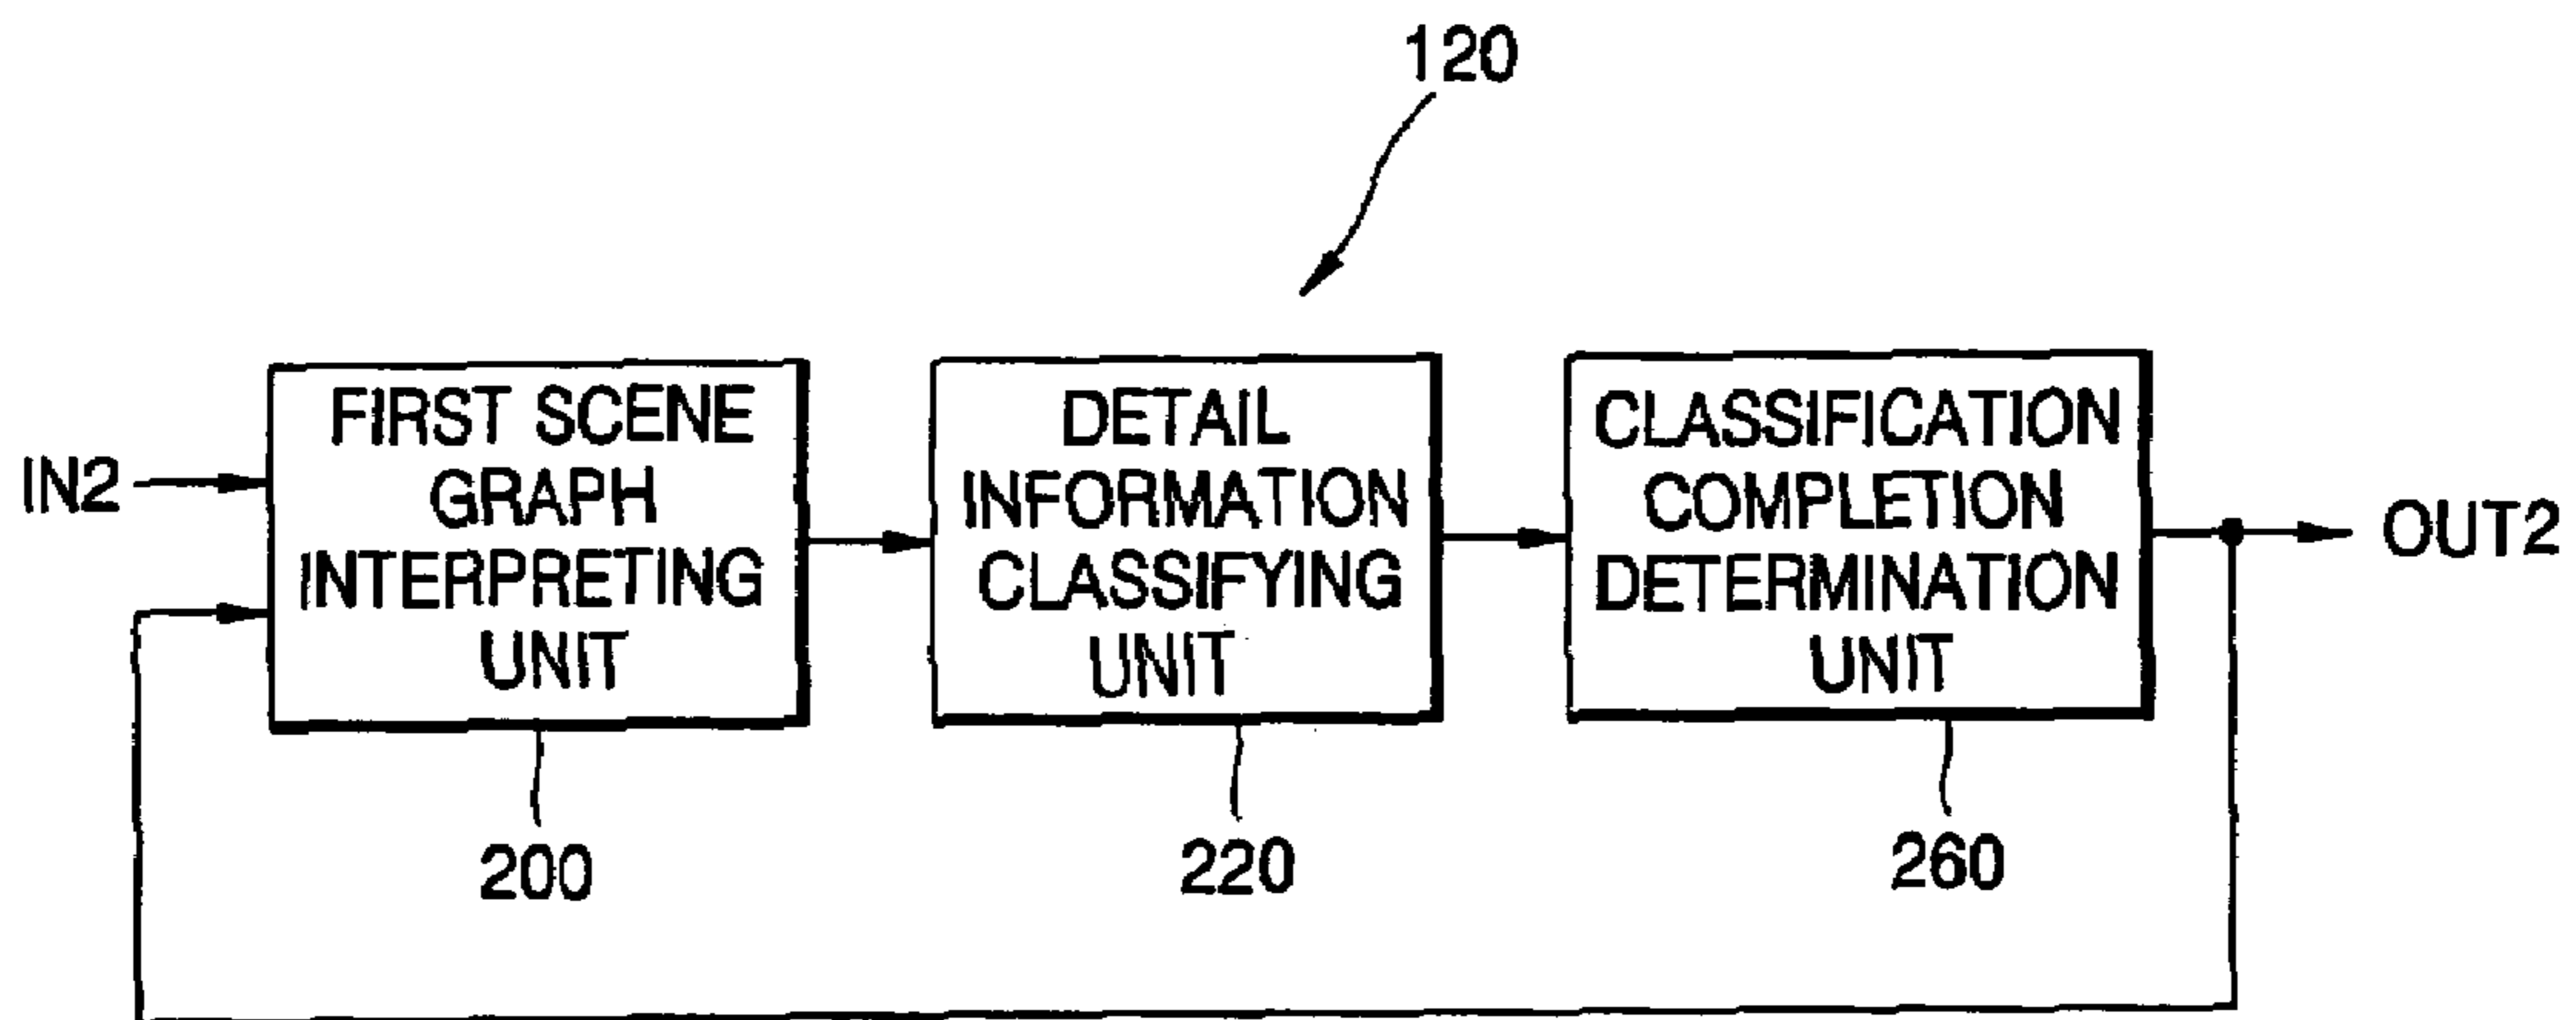 120
IN2
FIRST SCENE
GRAPH
INTERPRETING
UNIT
DETAIL
INFORMATION
CLASSIFYING
UNIT
CLASSIFICATION
COMPLETION
DETERMINATION
UNIT
OUT2
200
220
260